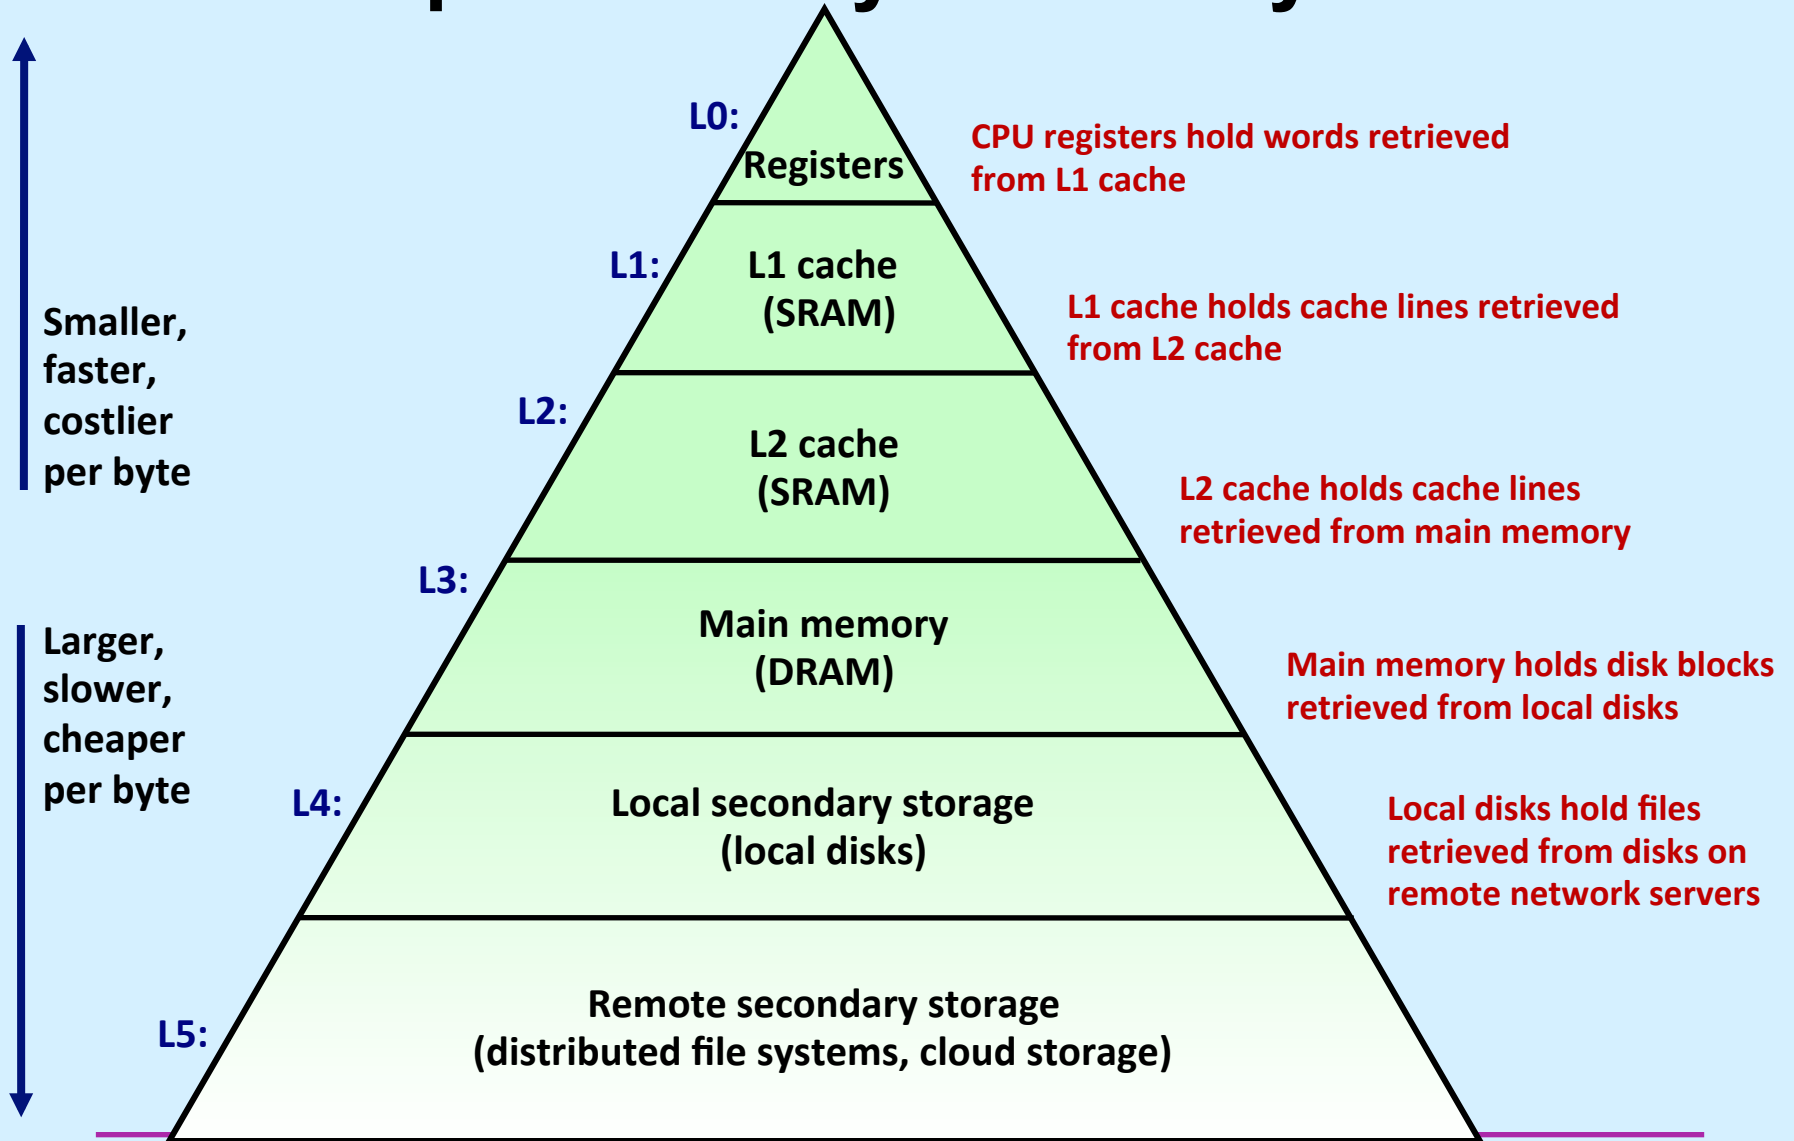 L0:
Registers
CPU registers hold words retrieved
from L1 cache
L1:
L1 cache
(SRAM)
L1 cache holds cache lines retrieved
from L2 cache
Smaller,
faster,
costlier
per byte
L2:
L2 cache
(SRAM)
L2 cache holds cache lines
retrieved from main memory
L3:
Main memory
(DRAM)
Larger,
slower,
cheaper
per byte
Main memory holds disk blocks
retrieved from local disks
L4:
Local secondary storage
(local disks)
Local disks hold files
retrieved from disks on
remote network servers
L5:
Remote secondary storage
(distributed file systems, cloud storage)